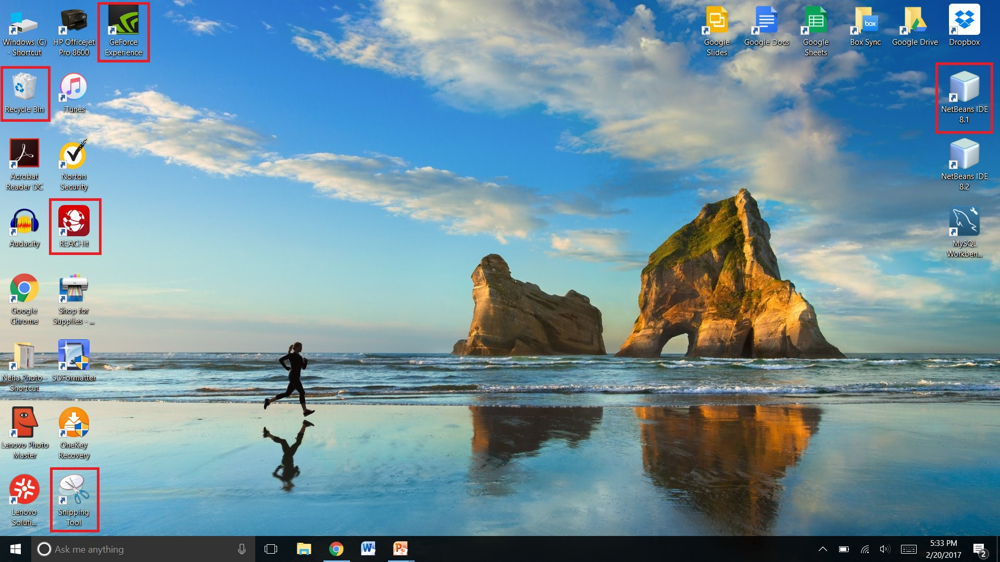 Windows (C)
- Shortcut
HP Officejet
Pro 8600
GeForce
Experience
Google
Slides
Google Docs
Google
Sheets
box
Box Sync
Google Drive
Dropbox
Recycle Bin
iTunes
NetBeans IDE
8.1
Acrobat
Reader DC
Norton
Security
NetBeans IDE
8.2
Audacity
REACHit
MySQL
Workben...
Google
Chrome
Shop for
Supplies - ...
Neha Photo -
Shortcut
SDFormatter
Lenovo Photo
Master
OneKey
Recovery
Lenovo
Soluti...
Snipping
Tool
Ask me anything
W
P
5:33 PM
2/20/2017
2